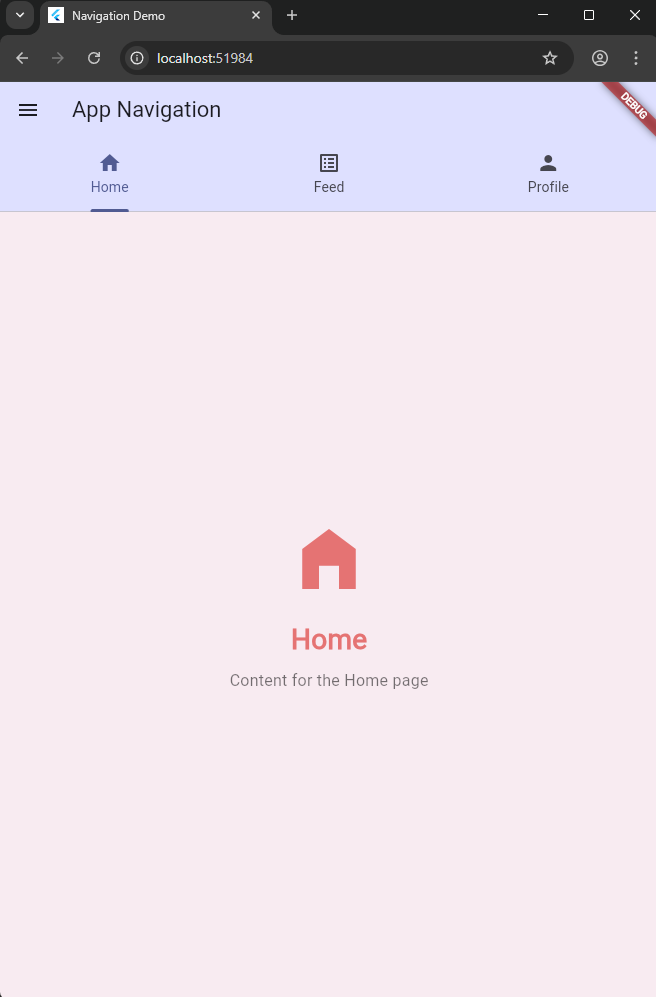 Navigation Demo
localhost:51984
App Navigation
DEBUG
Home
Feed
Profile
Home
Content for the Home page